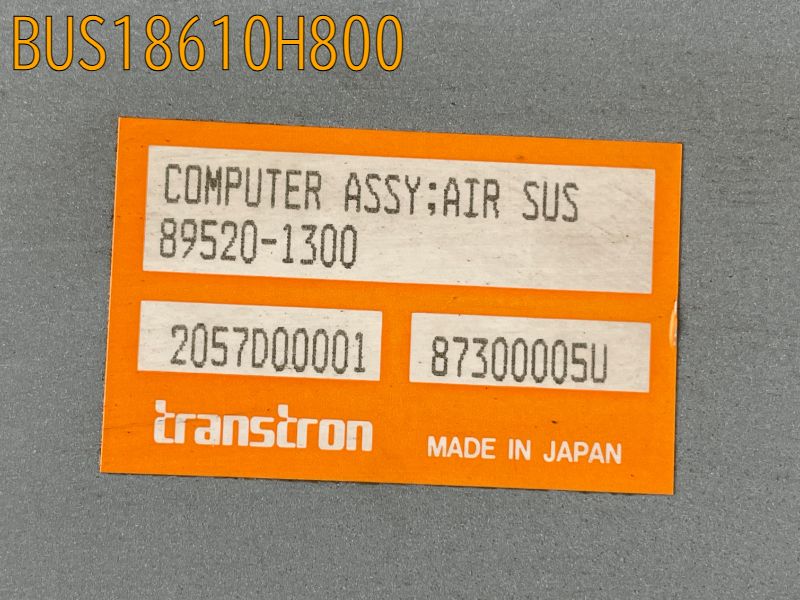 BUS18610H800
COMPUTER ASSY;AIR SUS
89520-1300
2057D00001
87300005U
transtron
MADE IN JAPAN